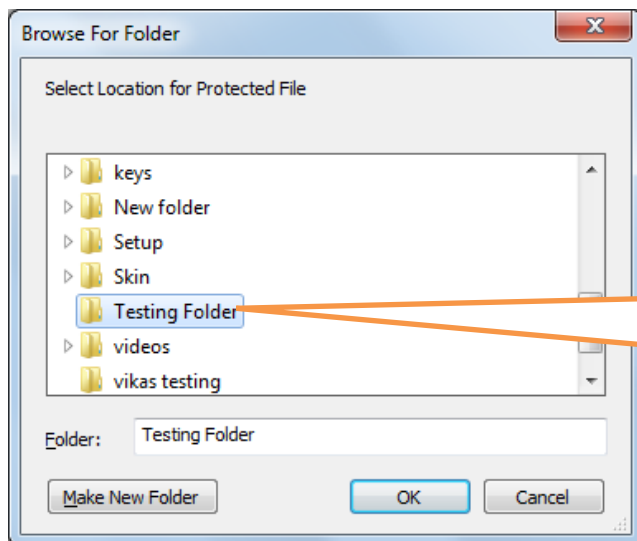 Browse For Folder
Select Location for Protected File
keys
New folder
Setup
Skin
Testing Folder
videos
vikas testing
Folder: Testing Folder
Make New Folder OK Cancel